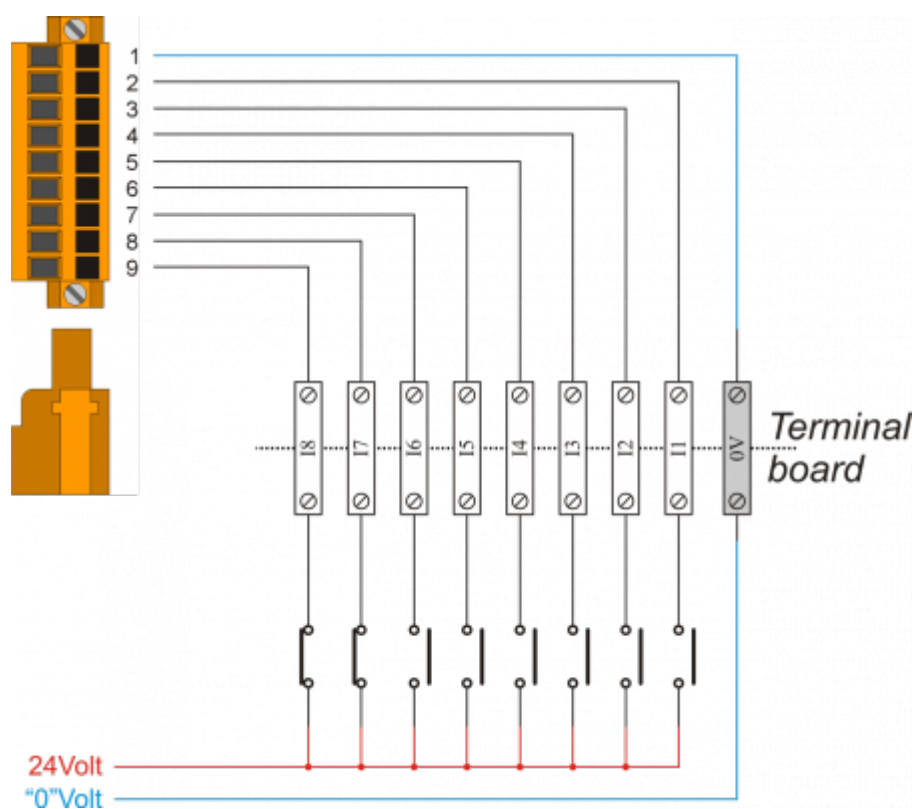 1
2
3
4
5
6
7
8
9
I8
I7
I6
I5
I4
I3
I2
I1
0V
Terminal
board
24Volt
“0”Volt